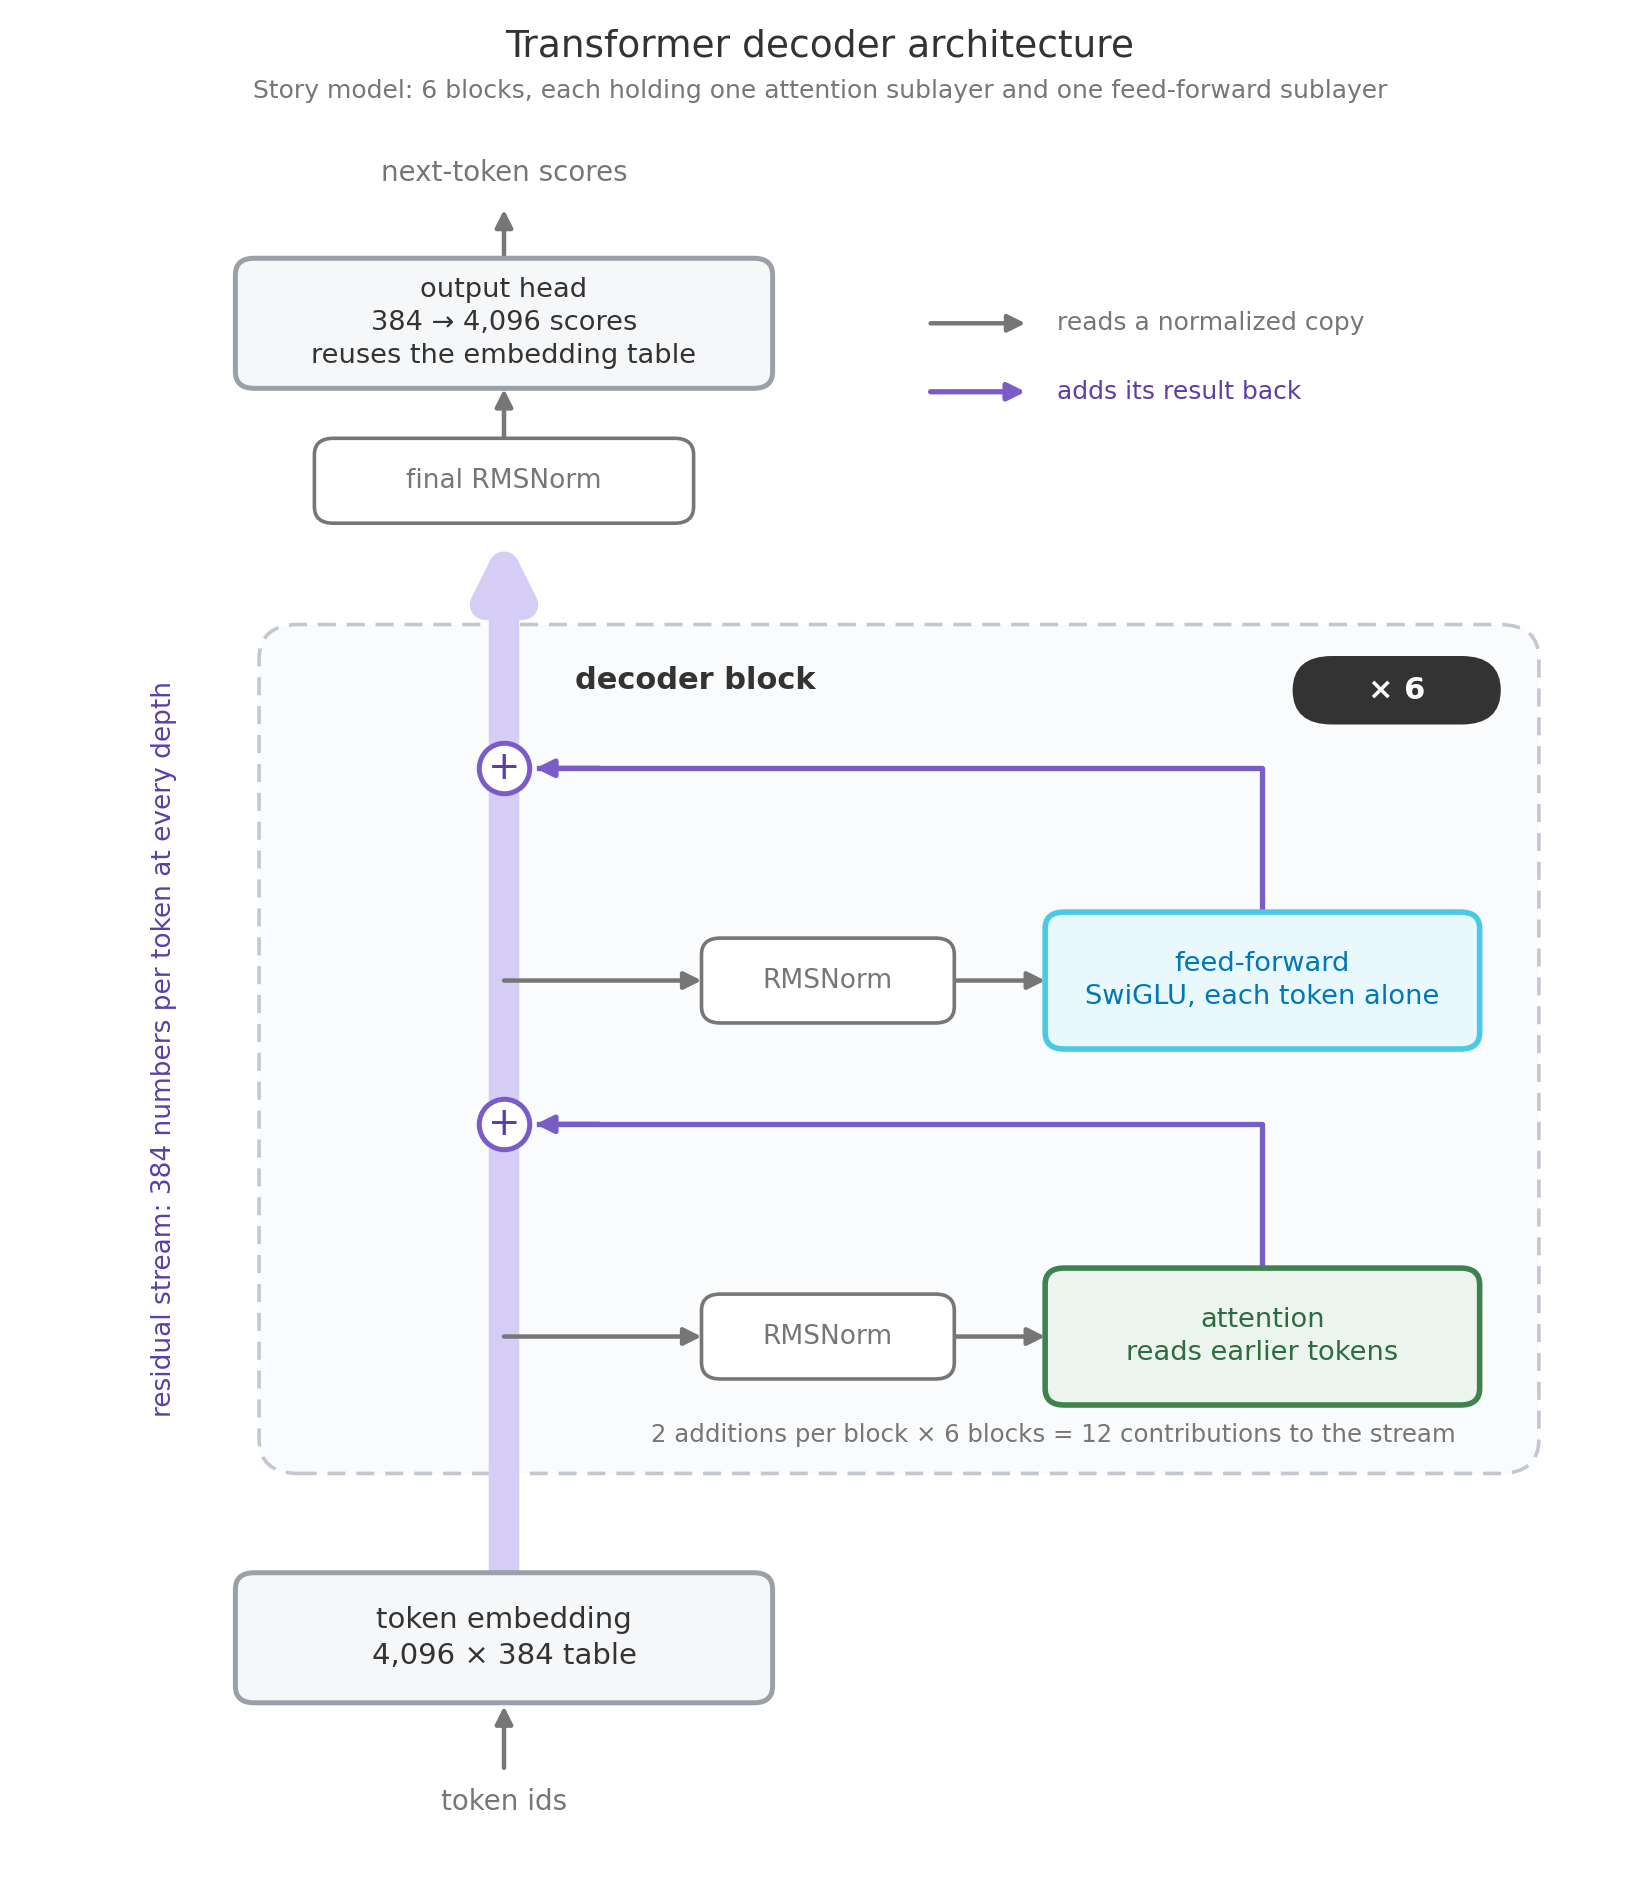 Transformer decoder architecture
Story model: 6 blocks, each holding one attention sublayer and one feed-forward sublayer
next-token scores
output head
384 → 4,096 scores
reuses the embedding table
reads a normalized copy
adds its result back
final RMSNorm
decoder block
× 6
+
RMSNorm
feed-forward
SwiGLU, each token alone
+
RMSNorm
attention
reads earlier tokens
2 additions per block × 6 blocks = 12 contributions to the stream
residual stream: 384 numbers per token at every depth
token embedding
4,096 × 384 table
token ids